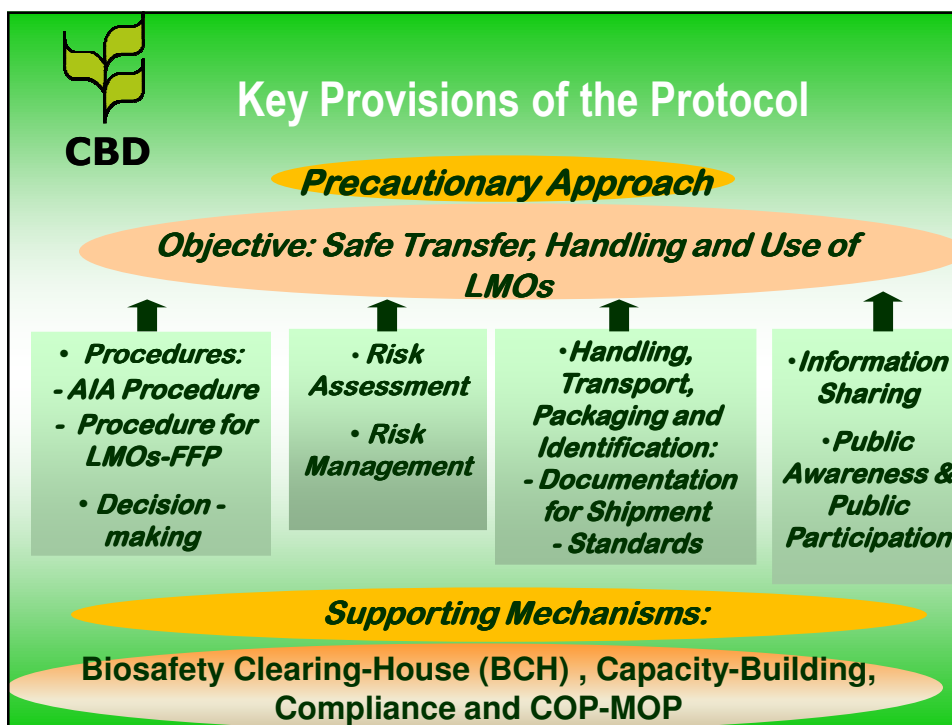 CBD
Key Provisions of the Protocol
Precautionary Approach
Objective: Safe Transfer, Handling and Use of
LMOs
• Procedures:
- AIA Procedure
- Procedure for
LMOs-FFP
• Decision -
making
• Risk
Assessment
• Risk
Management
•Handling,
Transport,
Packaging and
Identification:
- Documentation
for Shipment
- Standards
•Information
Sharing
•Public
Awareness &
Public
Participation
Supporting Mechanisms:
Biosafety Clearing-House (BCH) , Capacity-Building,
Compliance and COP-MOP